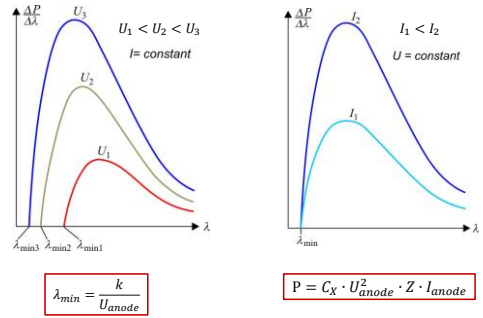 ΔP/Δλ
U₃
U₁ < U₂ < U₃
I= constant
U₂
U₁
λ
λmin3 λmin2 λmin1
λmin = k / Uanode
ΔP/Δλ
I₂
I₁ < I₂
U = constant
I₁
λ
λmin
P = C_X · U²anode · Z · Ianode